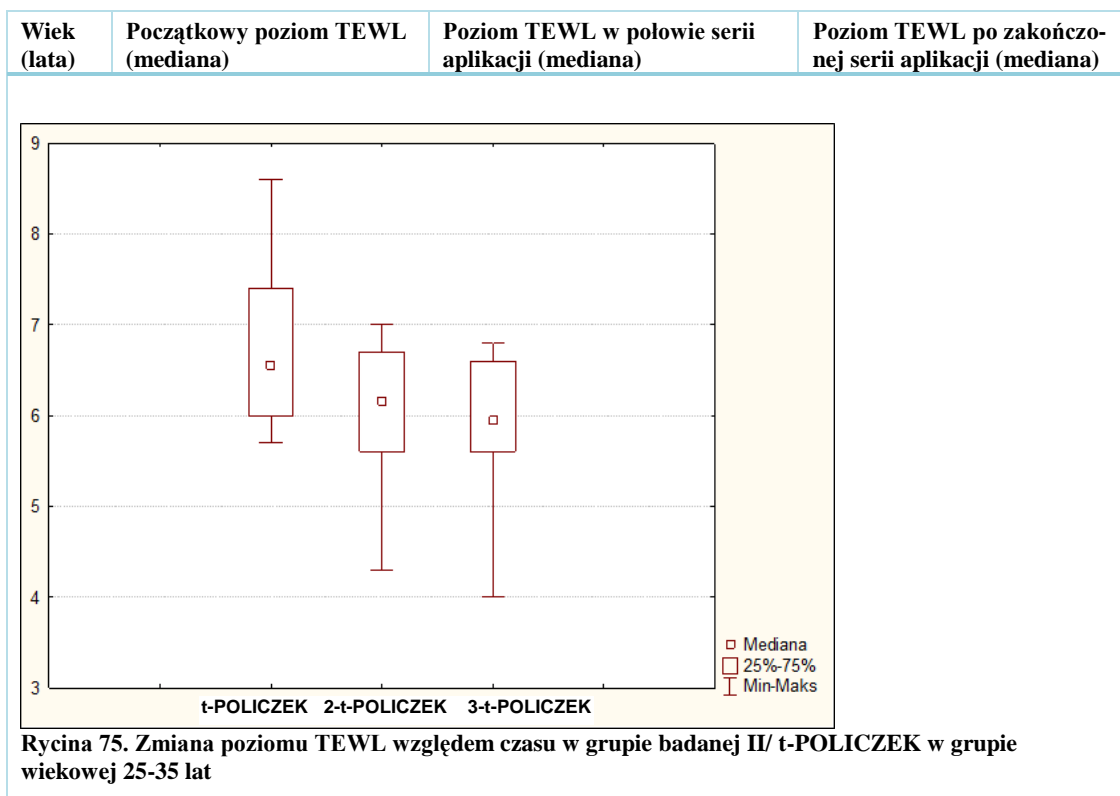 Wiek Początkowy poziom TEWL Poziom TEWL w połowie serii Poziom TEWL po zakończo-
(lata) (mediana) aplikacji (mediana) nej serii aplikacji (mediana)
9
8
7
6
5
4
3
t-POLICZEK 2-t-POLICZEK 3-t-POLICZEK
Mediana
25%-75%
Min-Maks
Rycina 75. Zmiana poziomu TEWL względem czasu w grupie badanej II/ t-POLICZEK w grupie
wiekowej 25-35 lat